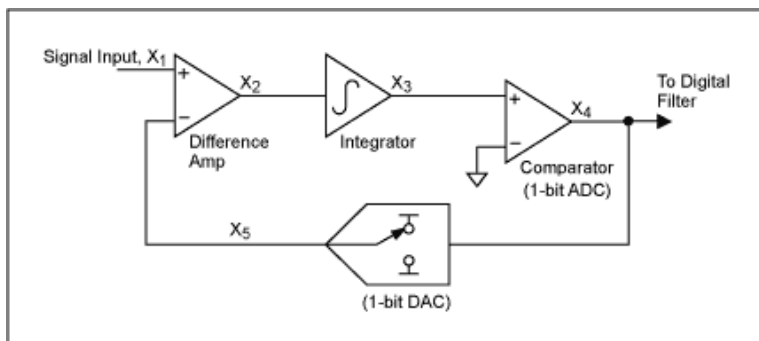 Signal Input, X1
+
−
X2
Difference
Amp
∫
Integrator
X3
+
−
X4
Comparator
(1-bit ADC)
To Digital
Filter
X5
(1-bit DAC)